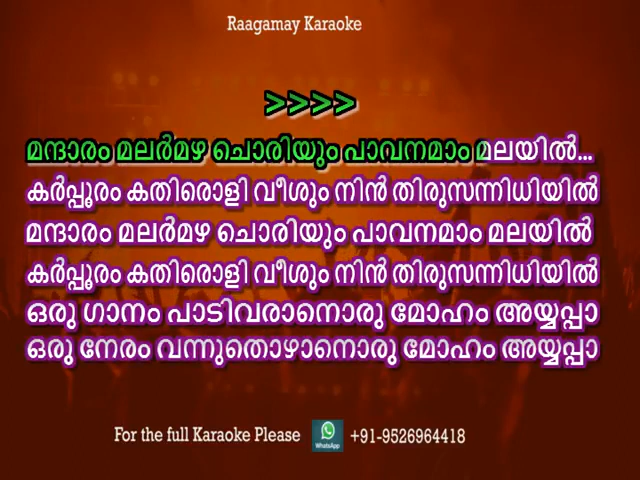 Raagamay Karaoke
>>>>
മന്ദാരം മലർമഴ ചൊരിയും പാവനമാം മലയിൽ...
കർപ്പൂരം കതിരൊളി വീശും നിൻ തിരുസന്നിധിയിൽ
മന്ദാരം മലർമഴ ചൊരിയും പാവനമാം മലയിൽ
കർപ്പൂരം കതിരൊളി വീശും നിൻ തിരുസന്നിധിയിൽ
ഒരു ഗാനം പാടിവരാനൊരു മോഹം അയ്യപ്പാ
ഒരു നേരം വന്നുതൊഴാനൊരു മോഹം അയ്യപ്പാ
For the full Karaoke Please WhatsApp +91-9526964418